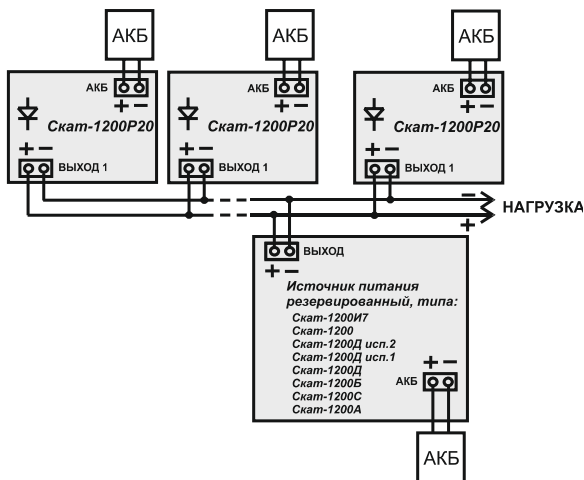 АКБ АКБ АКБ
АКБ АКБ АКБ
+ − + − + −
Скат-1200Р20 Скат-1200Р20 Скат-1200Р20
+ − + − + −
ВЫХОД 1 ВЫХОД 1 ВЫХОД 1
−
НАГРУЗКА
+
ВЫХОД
+ −
Источник питания
резервированный, типа:
Скат-1200И7
Скат-1200
Скат-1200Д исп.2
Скат-1200Д исп.1
Скат-1200Д
Скат-1200Б
Скат-1200С
Скат-1200А
+ −
АКБ
АКБ